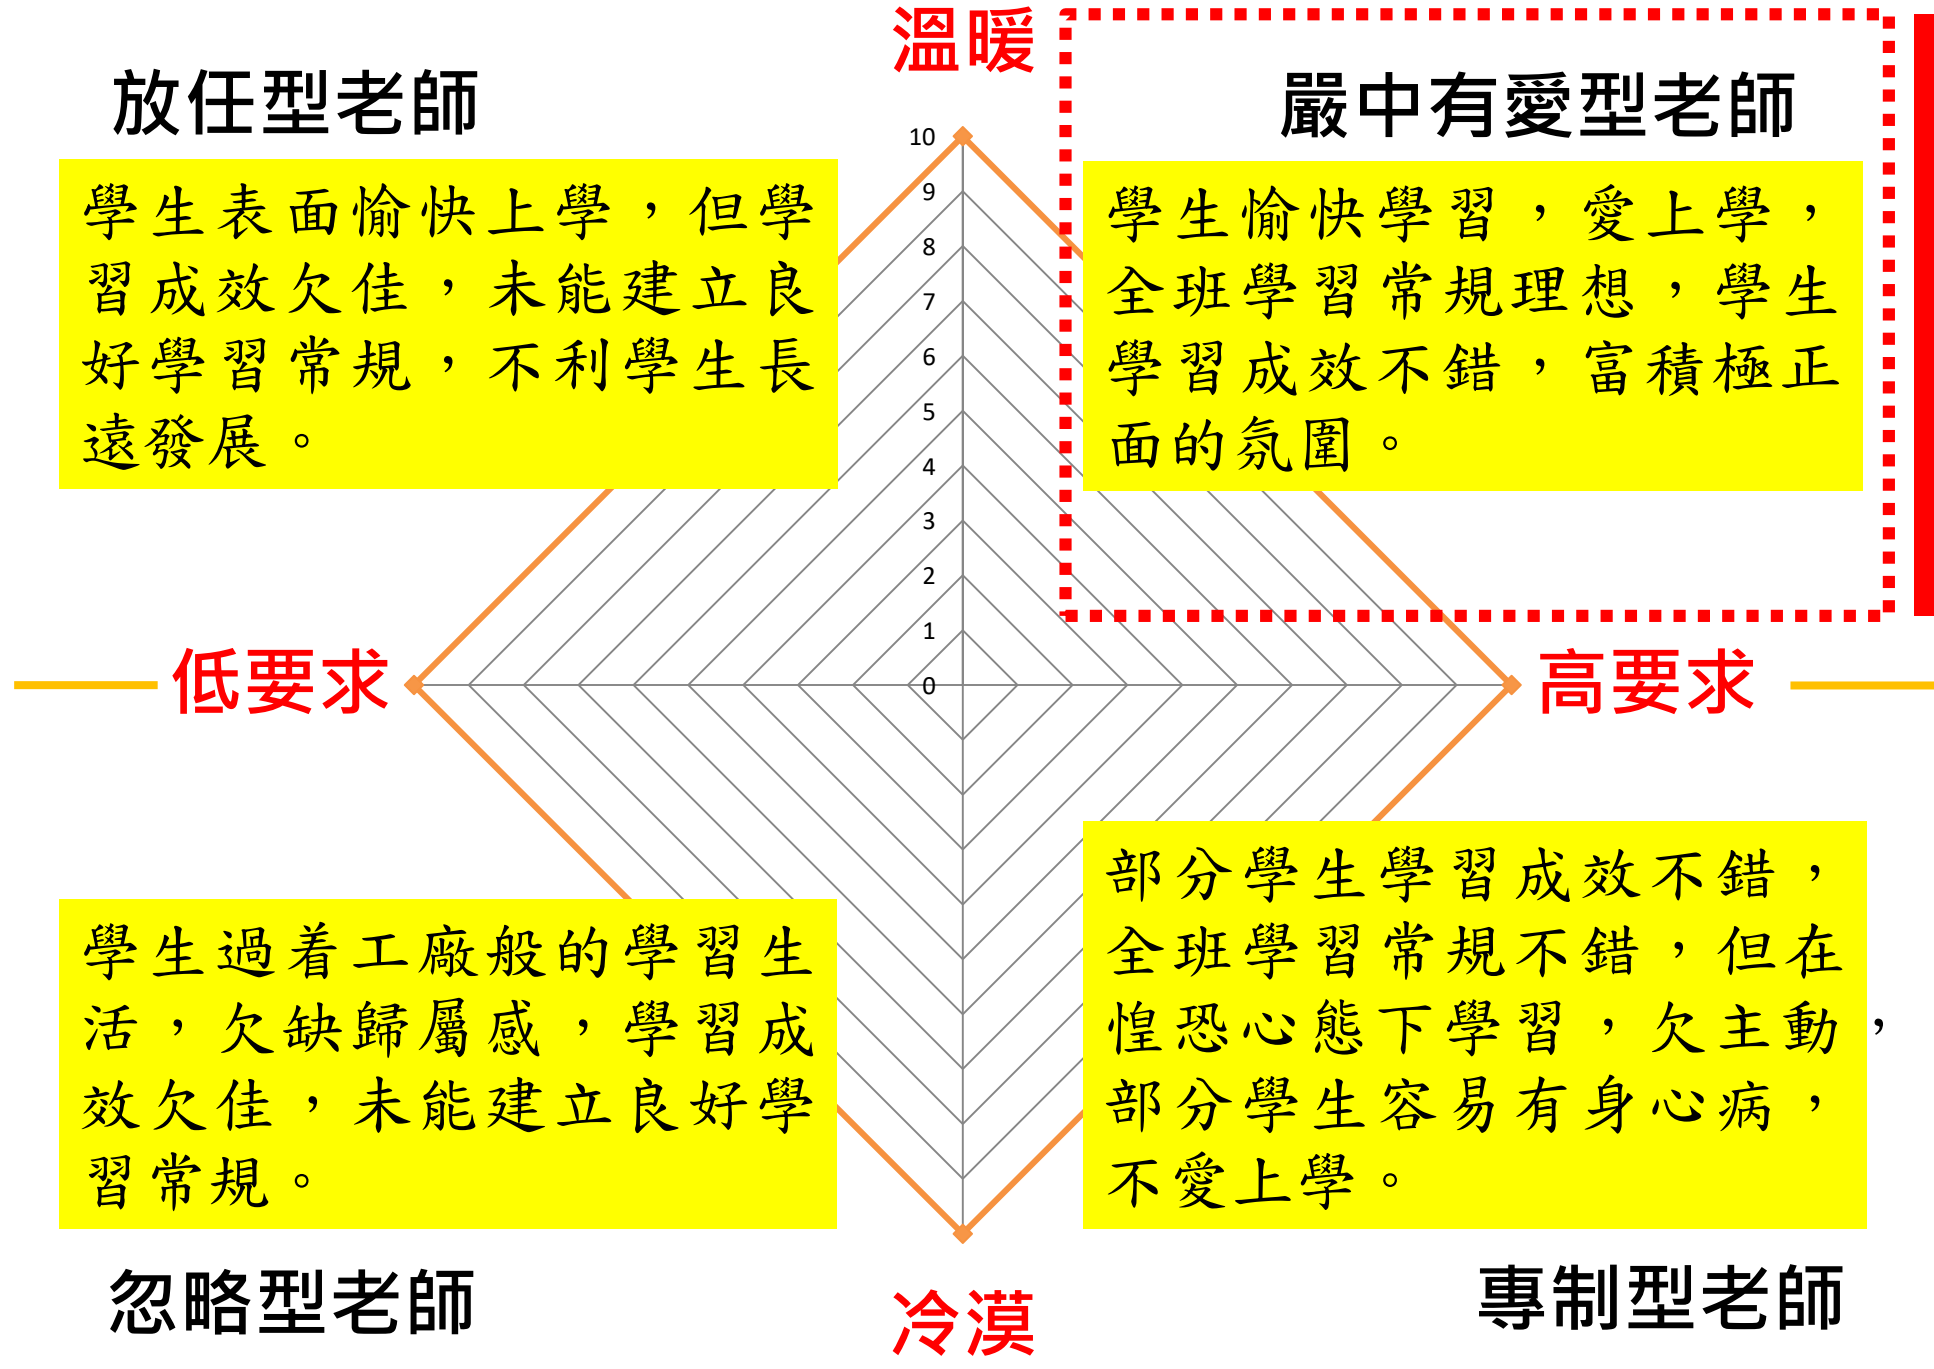 溫暖
放任型老師
學生表面愉快上學，但學
習成效欠佳，未能建立良
好學習常規，不利學生長
遠發展。
嚴中有愛型老師
學生愉快學習，愛上學，
全班學習常規理想，學生
學習成效不錯，富積極正
面的氛圍。
10
9
8
7
6
5
4
3
2
1
0
低要求
高要求
學生過着工廠般的學習生
活，欠缺歸屬感，學習成
效欠佳，未能建立良好學
習常規。
忽略型老師
部分學生學習成效不錯，
全班學習常規不錯，但在
惶恐心態下學習，欠主動，
部分學生容易有身心病，
不愛上學。
專制型老師
冷漠